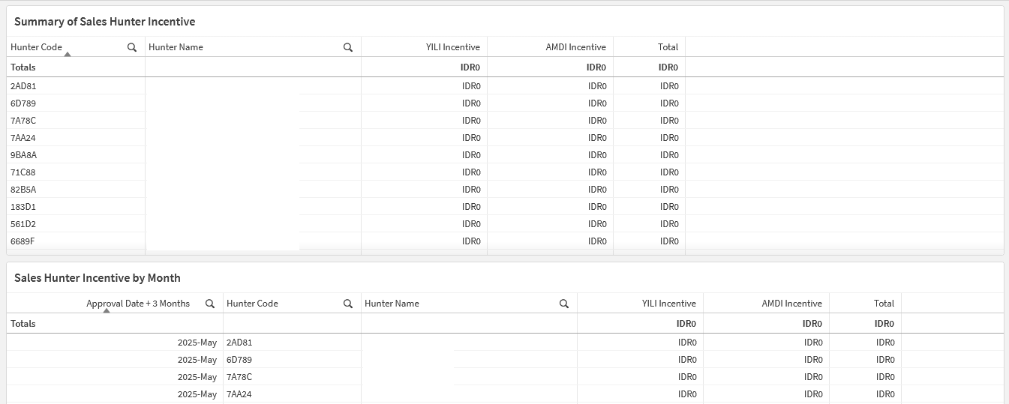 Summary of Sales Hunter Incentive
Hunter Code Hunter Name YILI Incentive AMDI Incentive Total
Totals IDR0 IDR0 IDR0
2AD81 IDR0 IDR0 IDR0
6D789 IDR0 IDR0 IDR0
7A78C IDR0 IDR0 IDR0
7AA24 IDR0 IDR0 IDR0
9BA8A IDR0 IDR0 IDR0
71C88 IDR0 IDR0 IDR0
82B5A IDR0 IDR0 IDR0
183D1 IDR0 IDR0 IDR0
561D2 IDR0 IDR0 IDR0
6689F IDR0 IDR0 IDR0
Sales Hunter Incentive by Month
Approval Date + 3 Months Hunter Code Hunter Name YILI Incentive AMDI Incentive Total
Totals IDR0 IDR0 IDR0
2025-May 2AD81 IDR0 IDR0 IDR0
2025-May 6D789 IDR0 IDR0 IDR0
2025-May 7A78C IDR0 IDR0 IDR0
2025-May 7AA24 IDR0 IDR0 IDR0